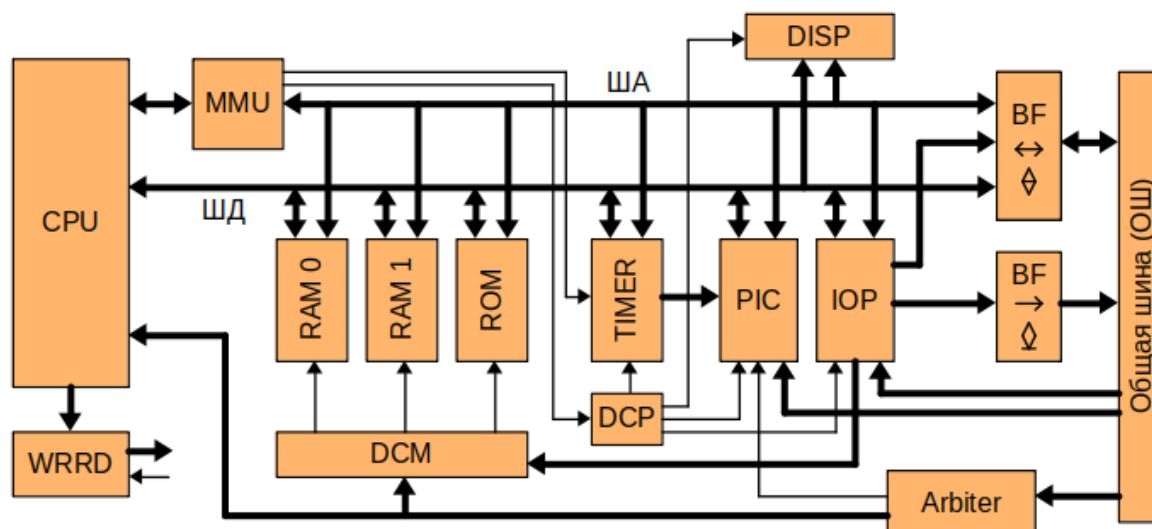 DISP
ША
CPU
MMU
BF
↔
ШД
RAM 0
RAM 1
ROM
TIMER
PIC
IOP
BF
→
Общая шина (ОШ)
DCP
WRRD
DCM
Arbiter